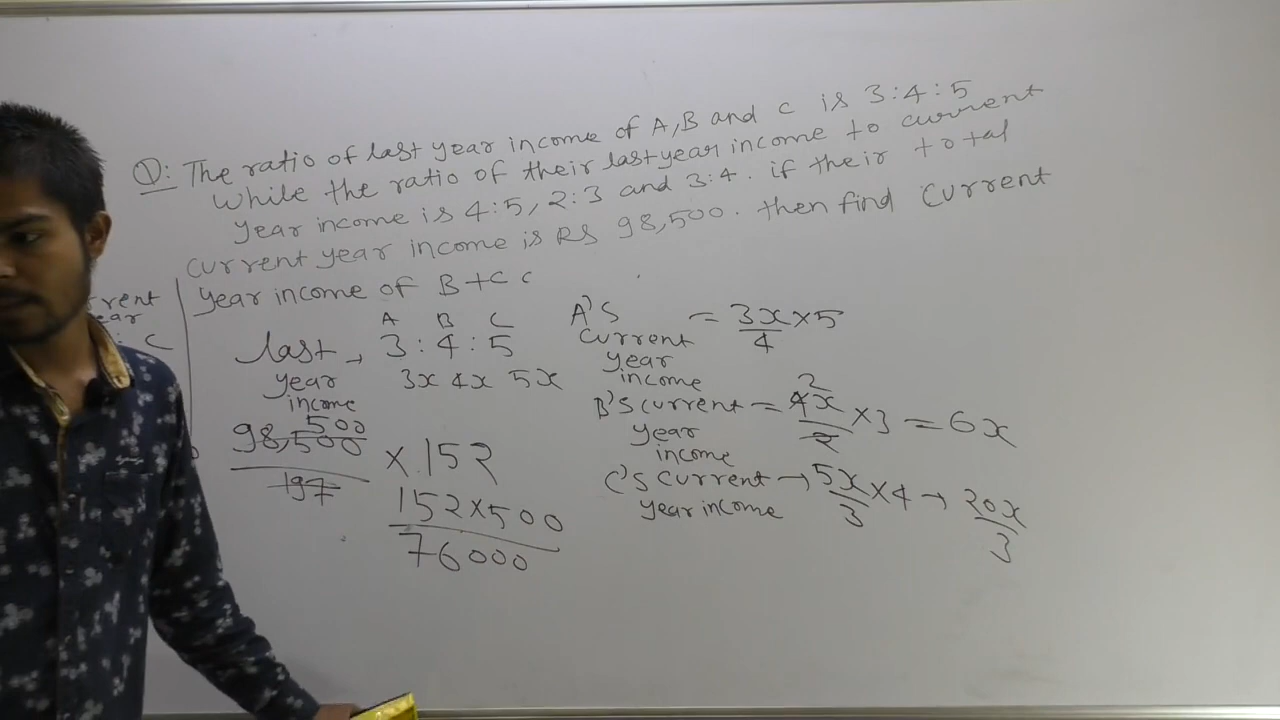 Q: The ratio of last year income of A, B and C is 3:4:5
while the ratio of their last year income to current
year income is 4:5, 2:3 and 3:4. if their total
current year income is RS 98,500. then find current
year income of B+C
A B C
last → 3:4:5
year
income
3x 4x 5x
98,500 500
197
× 152
152×500
76000
A's
current
year
income
= 3x/4 ×5
B's current
year
income
= 4x/2 ×3 = 6x
2
C's current
year income
→ 5x/3 ×4 → 20x/3
C